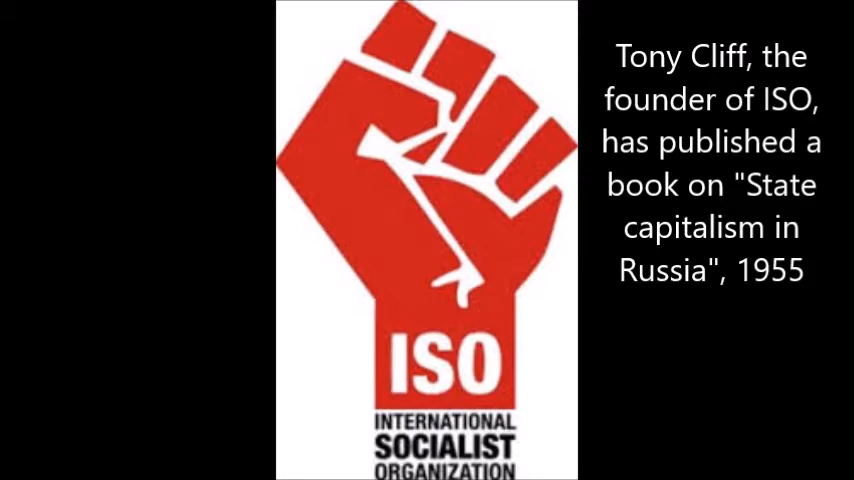 Tony Cliff, the
founder of ISO,
has published a
book on "State
capitalism in
Russia", 1955
ISO
INTERNATIONAL
SOCIALIST
ORGANIZATION